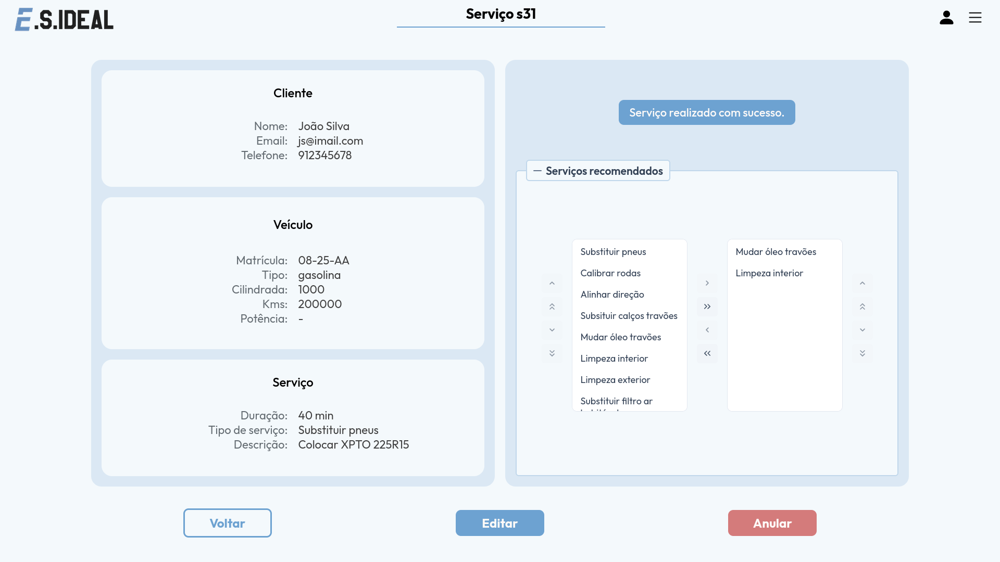 E.S.IDEAL
Serviço s31
Cliente
Nome: João Silva
Email: js@imail.com
Telefone: 912345678
Veículo
Matrícula: 08-25-AA
Tipo: gasolina
Cilindrada: 1000
Kms: 200000
Potência: -
Serviço
Duração: 40 min
Tipo de serviço: Substituir pneus
Descrição: Colocar XPTO 225R15
Serviço realizado com sucesso.
Serviços recomendados
Substituir pneus
Calibrar rodas
Alinhar direção
Subsituir calços travões
Mudar óleo travões
Limpeza interior
Limpeza exterior
Substituir filtro ar
Mudar óleo travões
Limpeza interior
Voltar
Editar
Anular